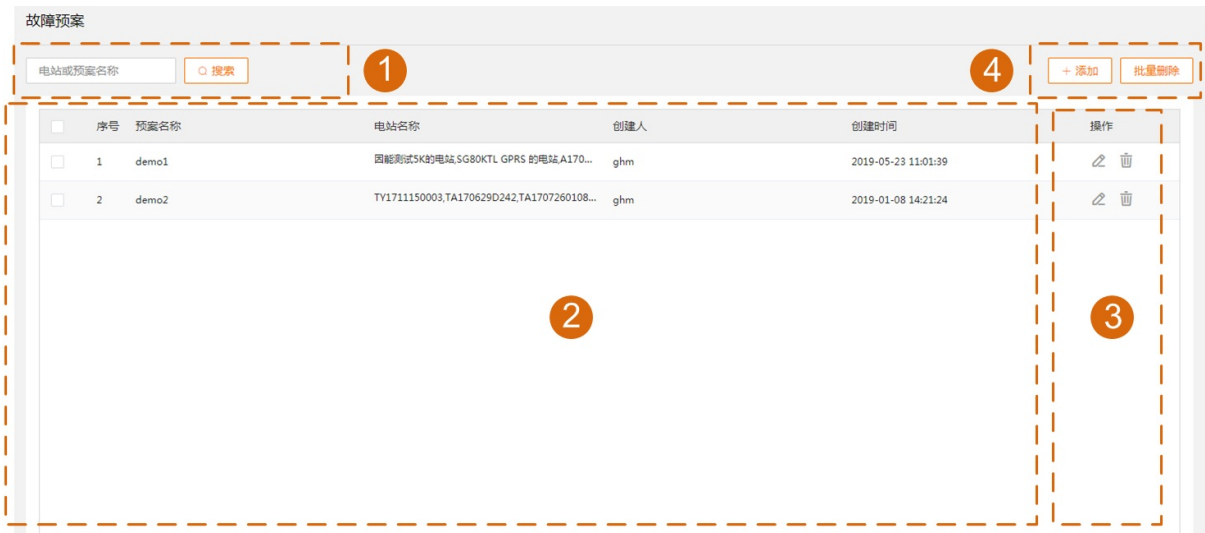 故障预案
电站或预案名称 搜索 1 4 + 添加 批量删除
序号 预案名称 电站名称 创建人 创建时间 操作
1 demo1 因能测试5K的电站,SG80KTL GPRS 的电站,A170... ghm 2019-05-23 11:01:39
2 demo2 TY1711150003,TA170629D242,TA1707260108... ghm 2019-01-08 14:21:24
2 3